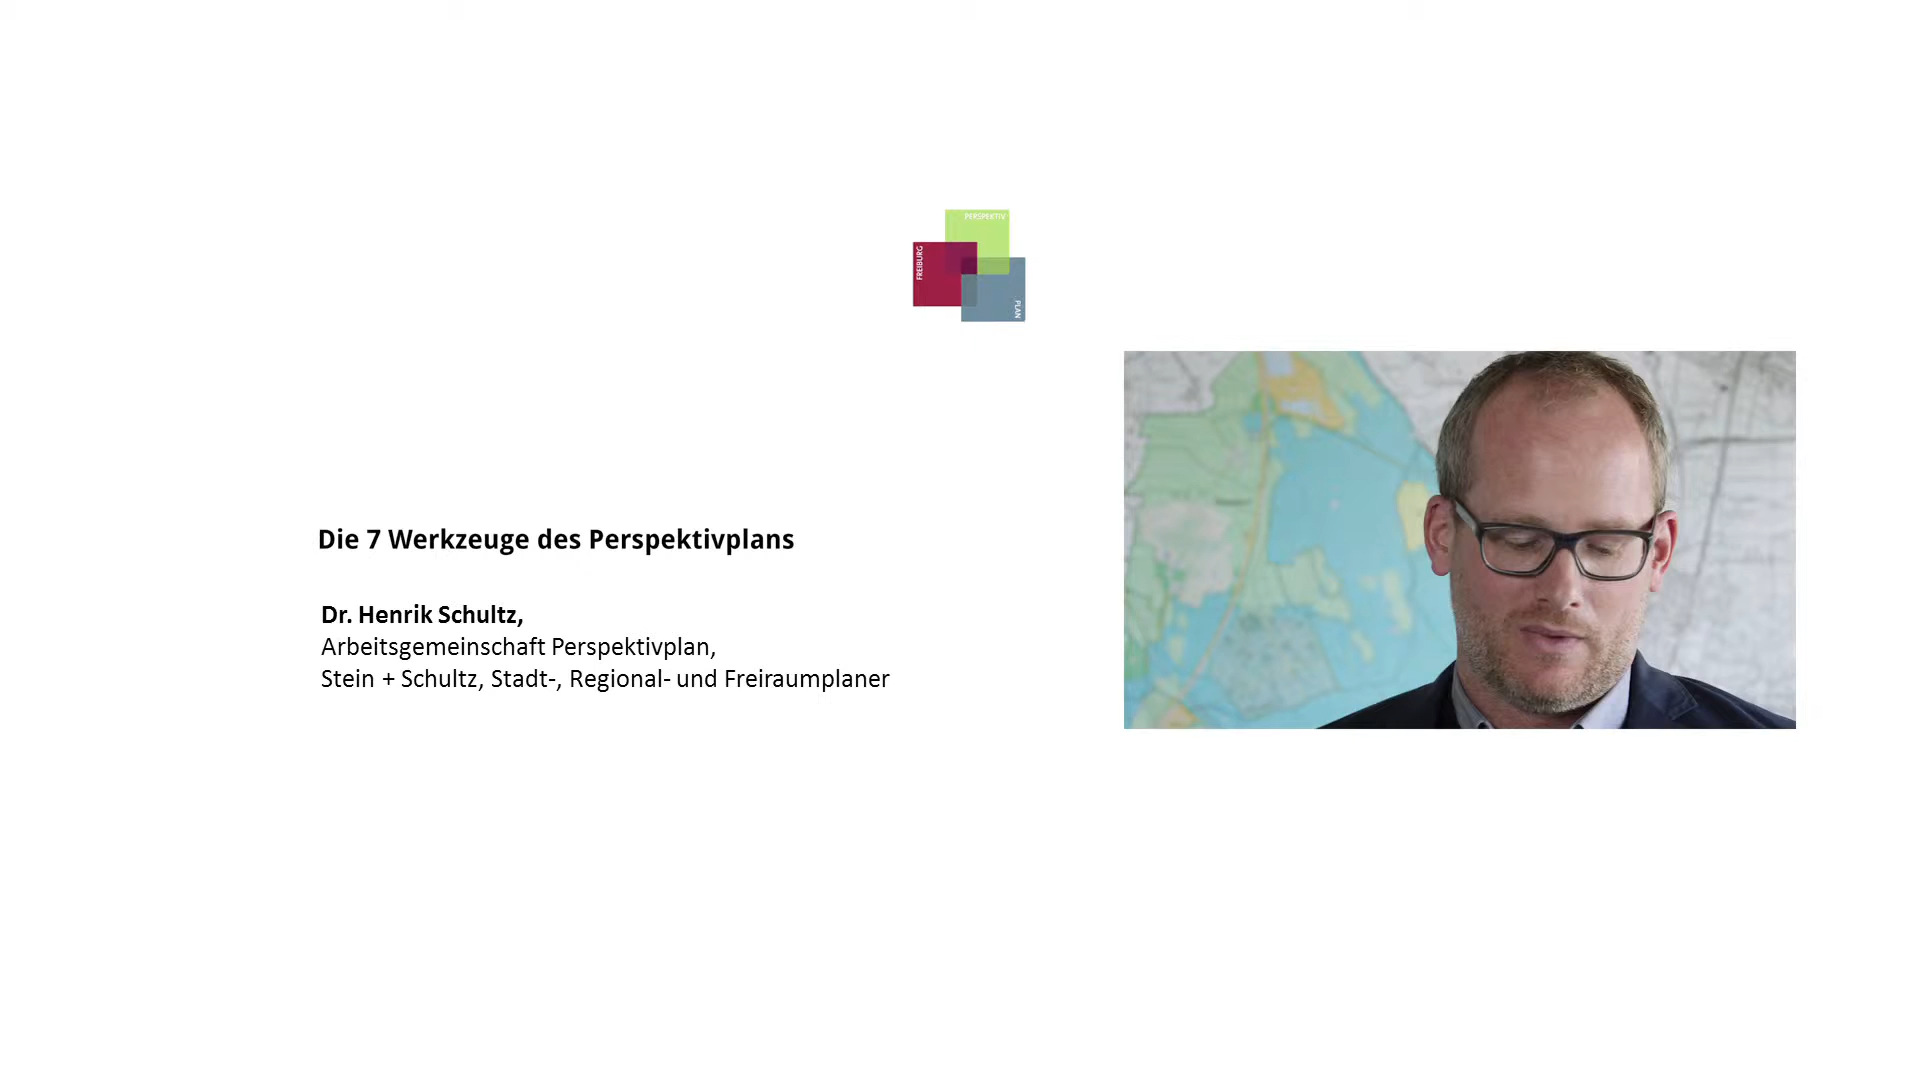 PERSPEKTIV
FREIBURG
PLAN
Die 7 Werkzeuge des Perspektivplans
Dr. Henrik Schultz,
Arbeitsgemeinschaft Perspektivplan,
Stein + Schultz, Stadt-, Regional- und Freiraumplaner